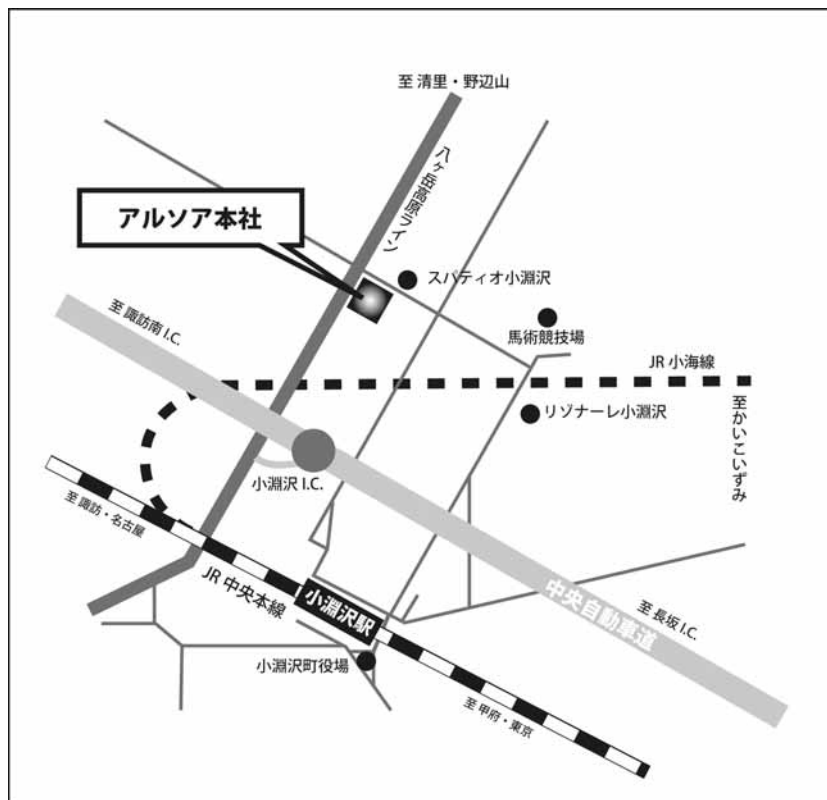 至 清里・野辺山
八ヶ岳高原ライン
アルソア本社
スパティオ小淵沢
至 諏訪南 I.C.
馬術競技場
JR 小海線
リゾナーレ小淵沢
至かいこいずみ
小淵沢 I.C.
至 諏訪・名古屋
JR 中央本線
小淵沢駅
中央自動車道
至 長坂 I.C.
小淵沢町役場
至 甲府・東京